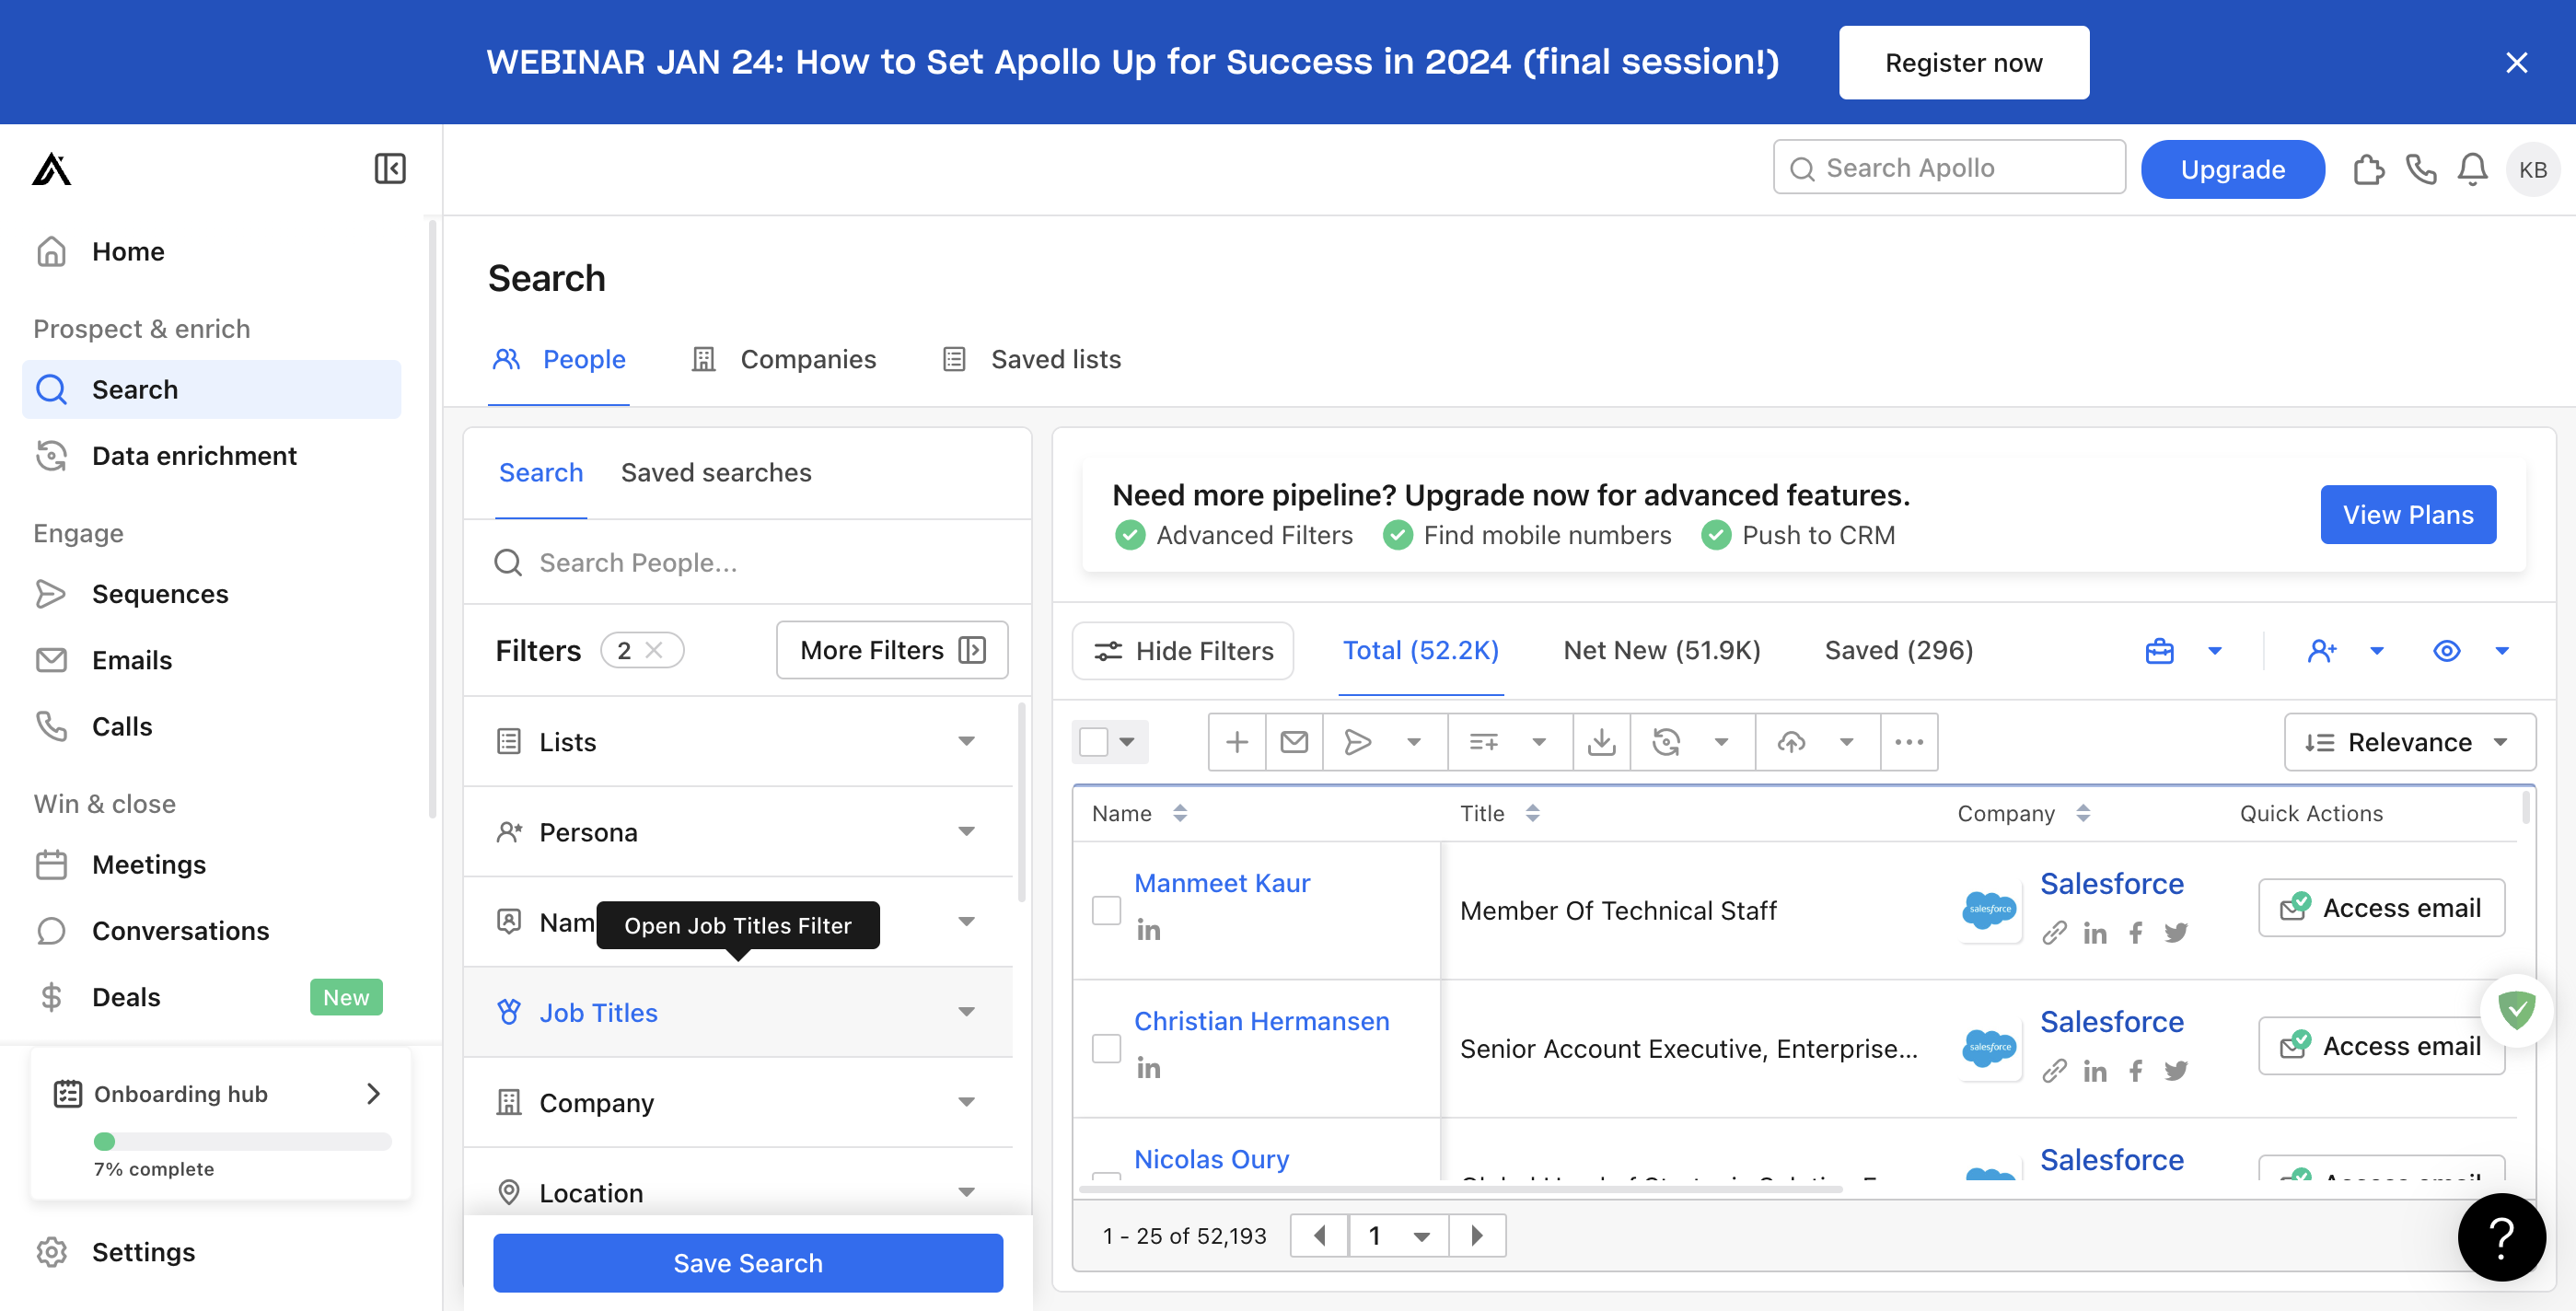 WEBINAR JAN 24: How to Set Apollo Up for Success in 2024 (final session!) Register now
Search Apollo Upgrade KB
Home
Prospect & enrich
Search
Data enrichment
Engage
Sequences
Emails
Calls
Win & close
Meetings
Conversations
Deals New
Onboarding hub
7% complete
Settings
Search
People Companies Saved lists
Search Saved searches
Search People...
Filters 2 More Filters
Lists
Persona
Nam
Open Job Titles Filter
Job Titles
Company
Location
Save Search
Need more pipeline? Upgrade now for advanced features.
Advanced Filters Find mobile numbers Push to CRM
View Plans
Hide Filters Total (52.2K) Net New (51.9K) Saved (296)
Relevance
Name Title Company Quick Actions
Manmeet Kaur Member Of Technical Staff salesforce Salesforce Access email
Christian Hermansen Senior Account Executive, Enterprise... salesforce Salesforce Access email
Nicolas Oury Salesforce
1 - 25 of 52,193 1
?